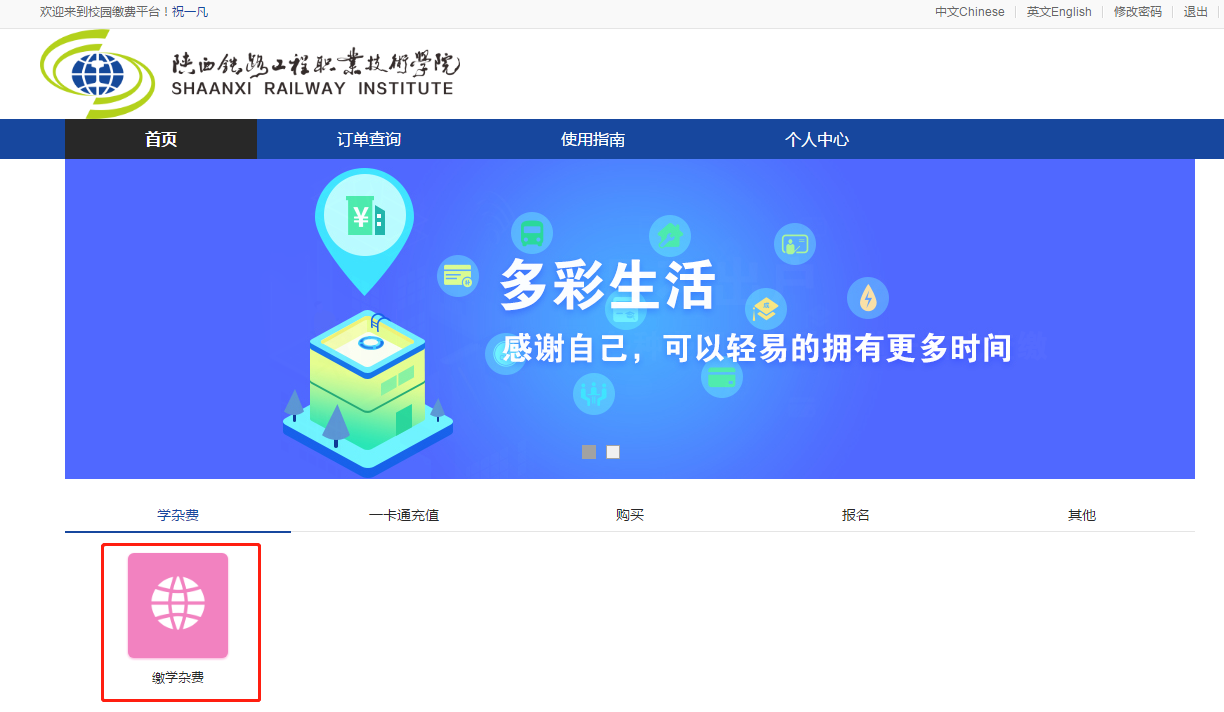 欢迎来到校园缴费平台！祝一凡
中文Chinese 英文English 修改密码 退出
陕西铁路工程职业技术学院
SHAANXI RAILWAY INSTITUTE
首页 订单查询 使用指南 个人中心
¥
多彩生活
感谢自己，可以轻易的拥有更多时间
学杂费 一卡通充值 购买 报名 其他
缴学杂费